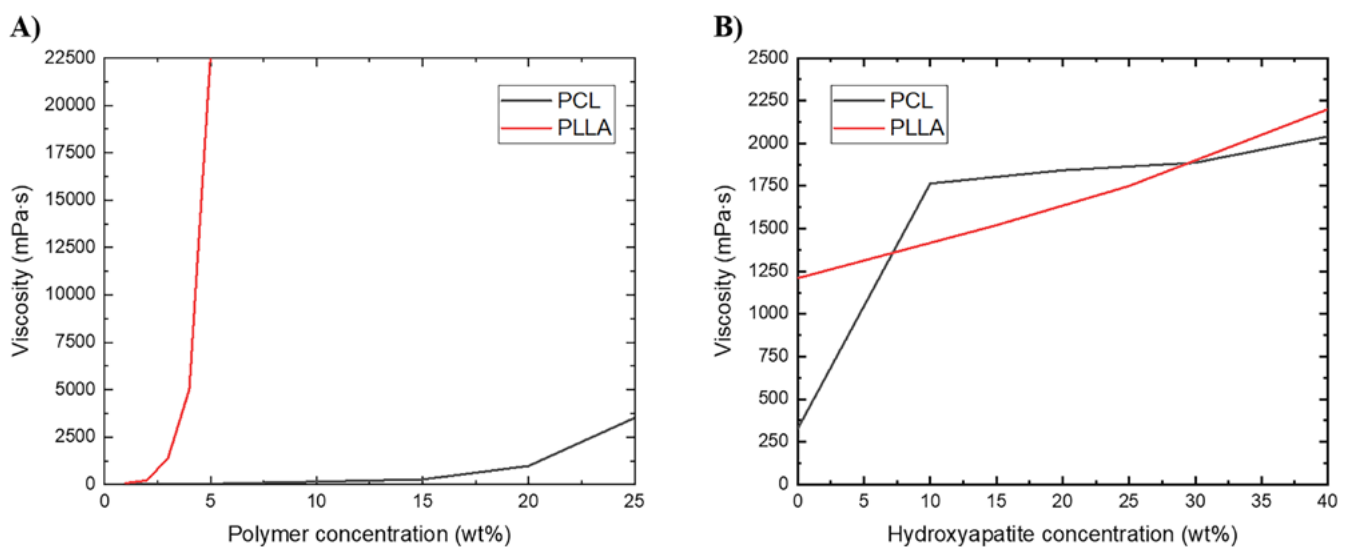 A)
22500
20000
17500
15000
12500
10000
7500
5000
2500
0
Viscosity (mPa·s)
PCL
PLLA
0 5 10 15 20 25
Polymer concentration (wt%)
B)
2500
2250
2000
1750
1500
1250
1000
750
500
250
0
Viscosity (mPa·s)
PCL
PLLA
0 5 10 15 20 25 30 35 40
Hydroxyapatite concentration (wt%)